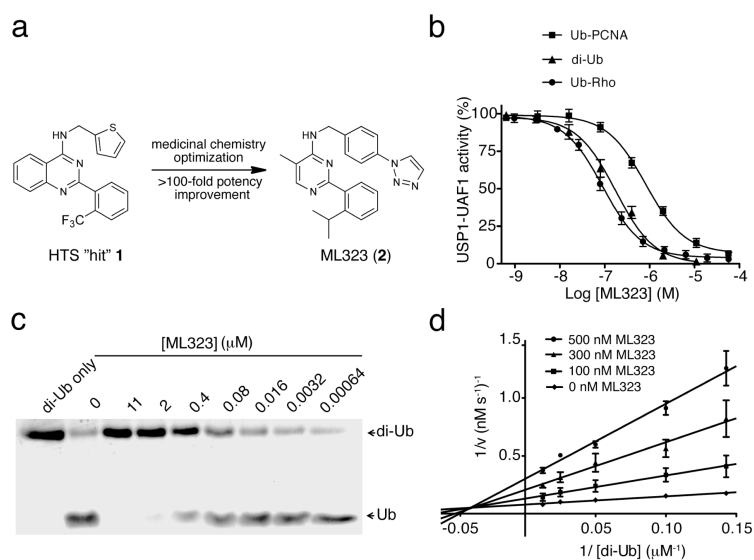 a
HN
S
N
N
F₃C
HTS "hit" 1
medicinal chemistry
optimization
>100-fold potency
improvement
HN
N
N=N
N
N
ML323 (2)
b
Ub-PCNA
di-Ub
Ub-Rho
USP1-UAF1 activity (%)
100
75
50
25
0
-9 -8 -7 -6 -5 -4
Log [ML323] (M)
c
[ML323] (μM)
di-Ub only
0 11 2 0.4 0.08 0.016 0.0032 0.00064
di-Ub
Ub
d
500 nM ML323
300 nM ML323
100 nM ML323
0 nM ML323
1/v (nM s⁻¹)⁻¹
1.5
1.0
0.5
-0.05 0.05 0.10 0.15
1/ [di-Ub] (μM⁻¹)